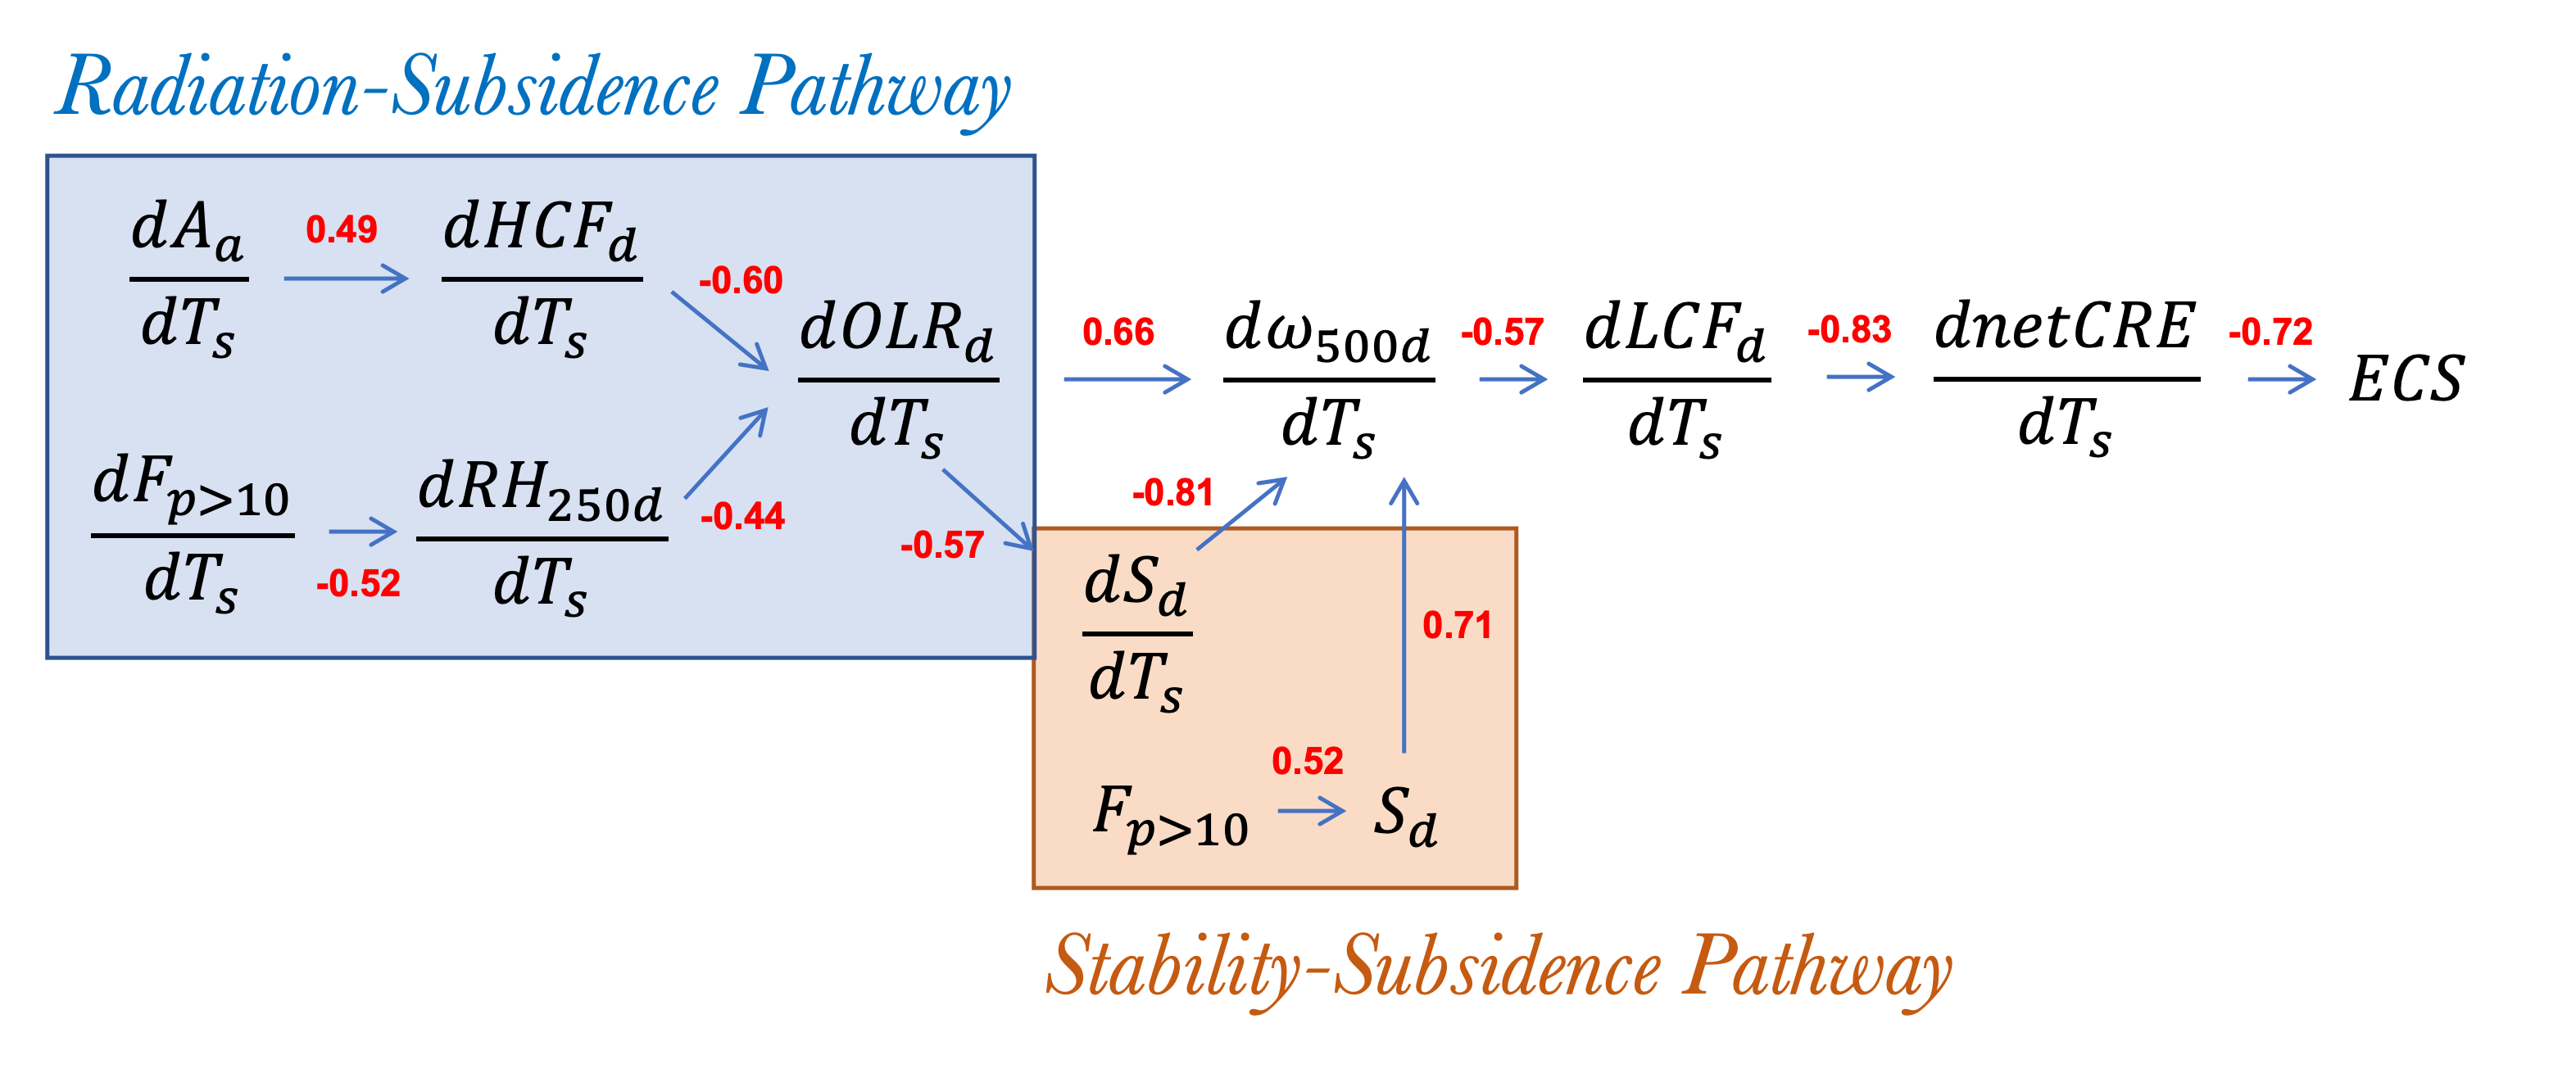 Radiation-Subsidence Pathway
dA_a/dT_s
0.49
dHCF_d/dT_s
-0.60
dOLR_d/dT_s
0.66
dω_500d/dT_s
-0.57
dLCF_d/dT_s
-0.83
dnetCRE/dT_s
-0.72
ECS
dF_p>10/dT_s
-0.52
dRH_250d/dT_s
-0.44
-0.57
-0.81
dS_d/dT_s
0.71
F_p>10
0.52
S_d
Stability-Subsidence Pathway